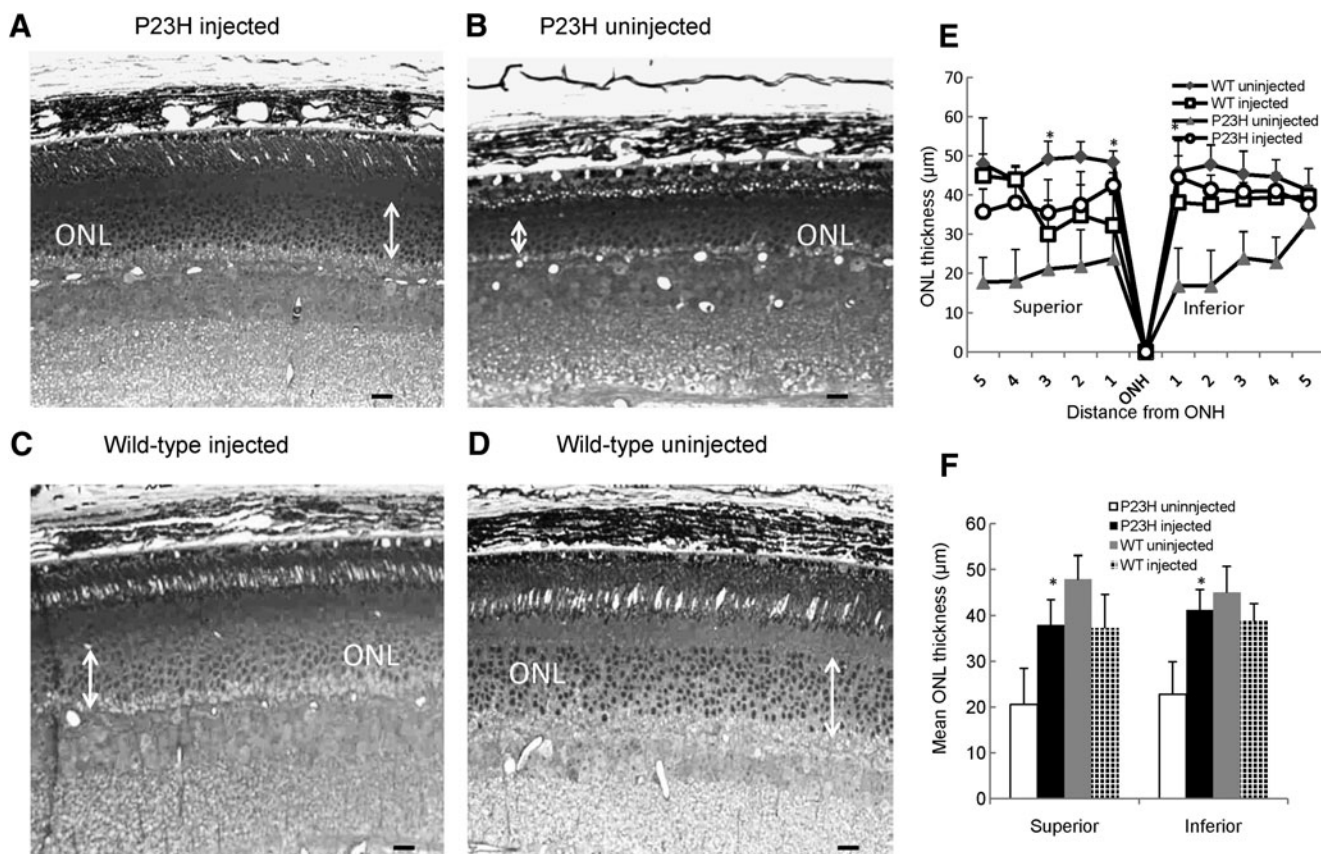 A P23H injected
ONL
B P23H uninjected
ONL
C Wild-type injected
ONL
D Wild-type uninjected
ONL
E
WT uninjected
WT injected
P23H uninjected
P23H injected
* * *
70
60
50
40
30
20
10
0
ONL thickness (μm)
Superior Inferior
5 4 3 2 1 ONH 1 2 3 4 5
Distance from ONH
F
P23H uninnjected
P23H injected
WT uninjected
WT injected
* *
60
50
40
30
20
10
0
Mean ONL thickness (μm)
Superior Inferior